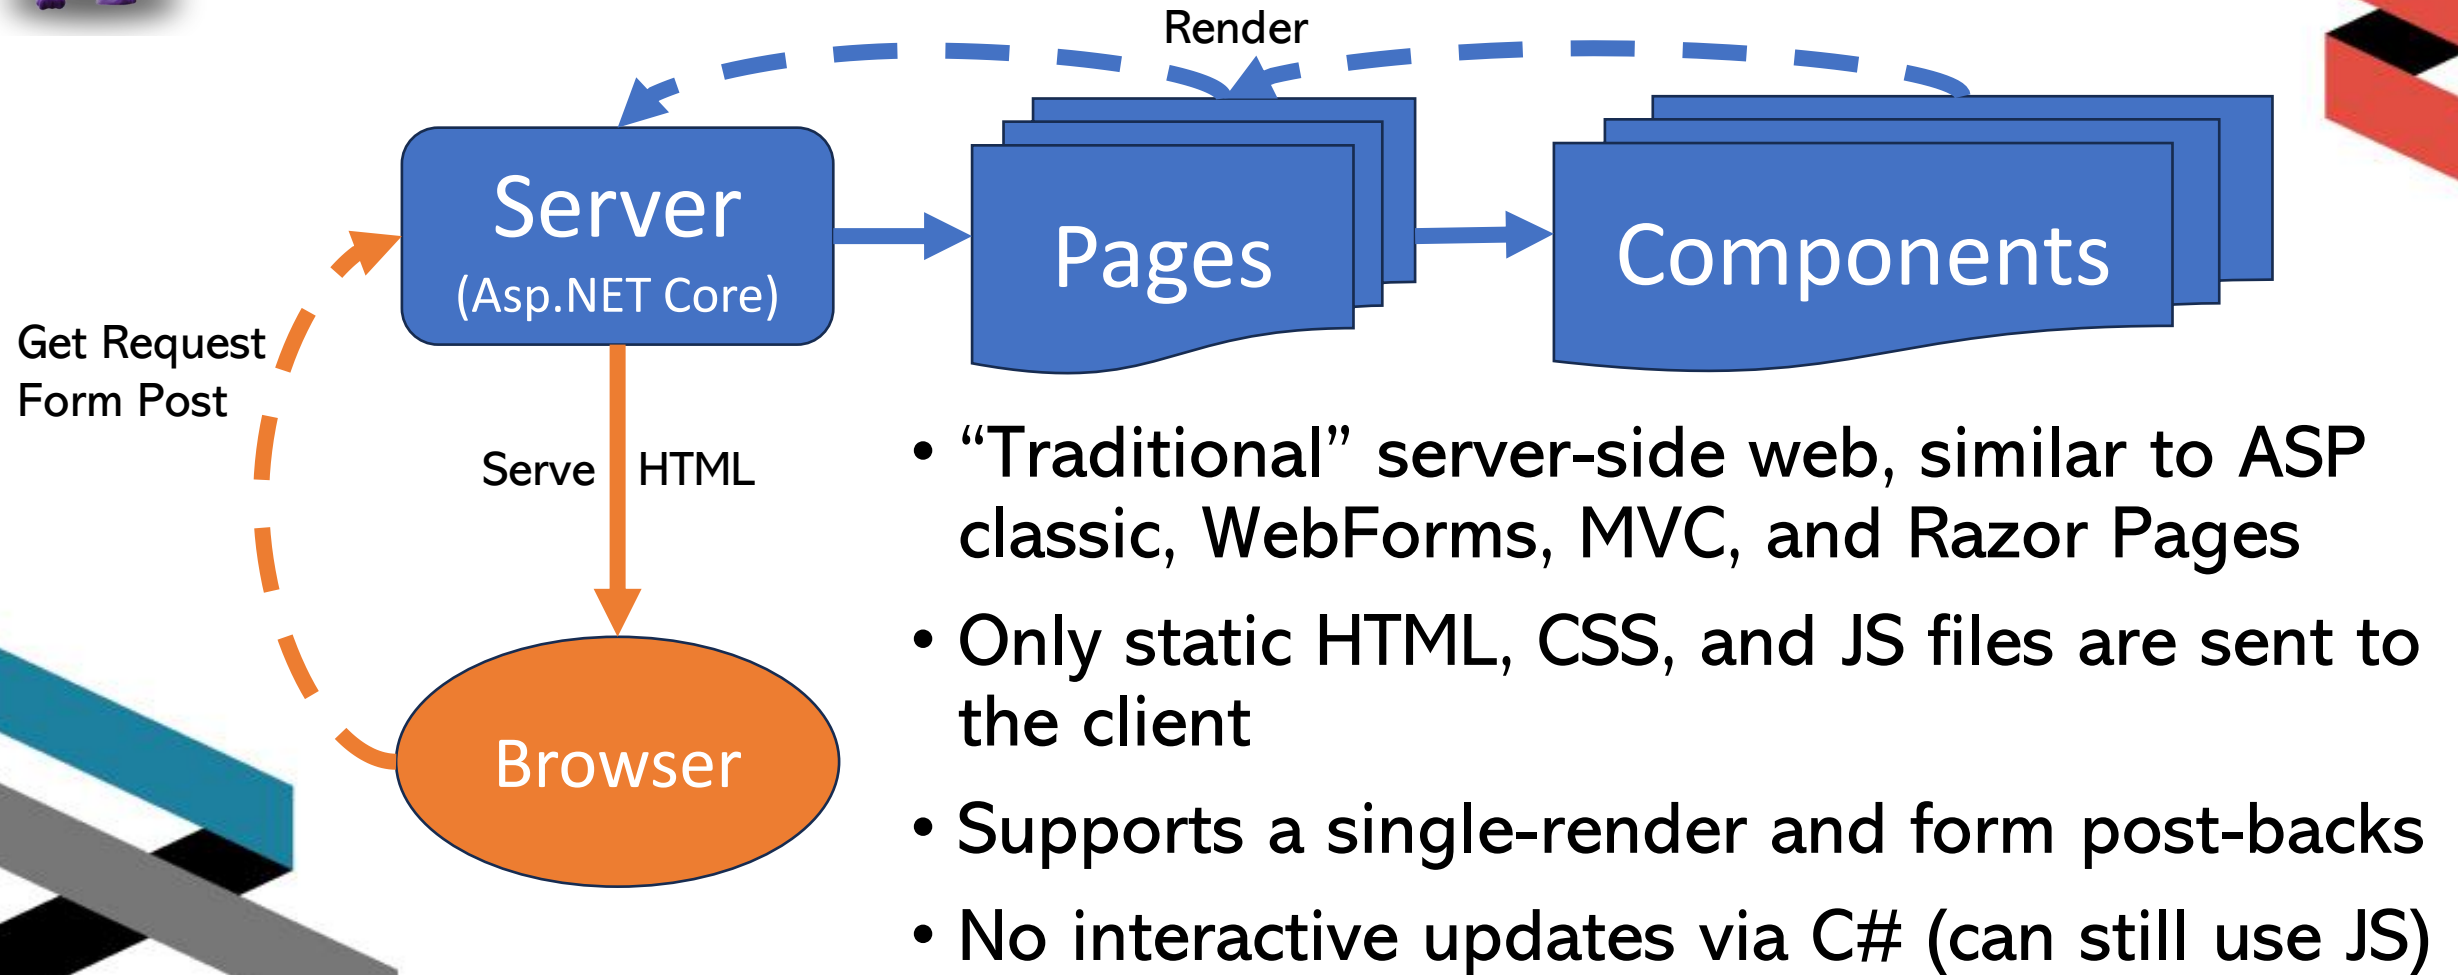 Render
Server
(Asp.NET Core)
Pages
Components
Get Request
Form Post
Serve HTML
Browser
• “Traditional” server-side web, similar to ASP
classic, WebForms, MVC, and Razor Pages
• Only static HTML, CSS, and JS files are sent to
the client
• Supports a single-render and form post-backs
• No interactive updates via C# (can still use JS)